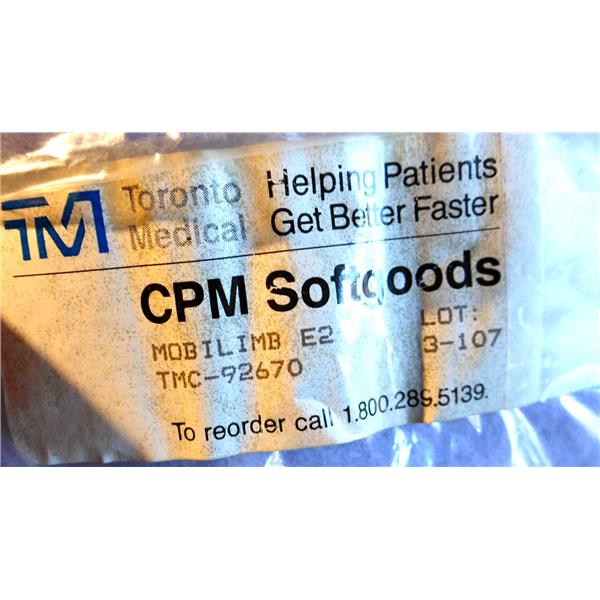 TM Toronto Medical
Helping Patients
Get Better Faster
CPM Softgoods
MOBILIMB E2
TMC-92670
LOT:
3-107
To reorder call 1.800.289.5139.